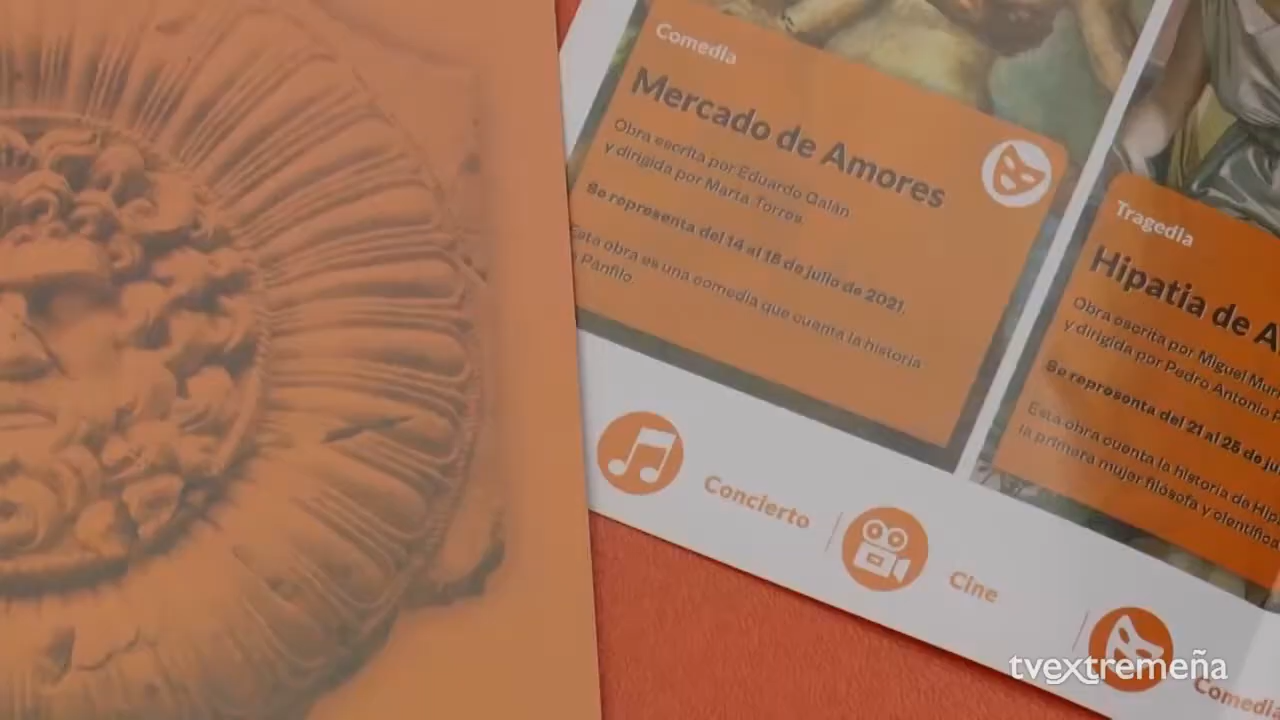 Comedia
Mercado de Amores
Obra escrita por Eduardo Galán
y dirigida por Marta Torres
Se representa del 14 al 18 de julio de 2021.
Esta obra es una comedia que cuenta la historia
Pánfilo.
Tragedia
Hipatia de A
Obra escrita por Miguel
y dirigida por Pedro Antonio
Se representa del 21 al 25 de
Esta obra cuenta la historia de
la primera mujer filósofa y científica
Concierto
Cine
Comedia
tvextremeña